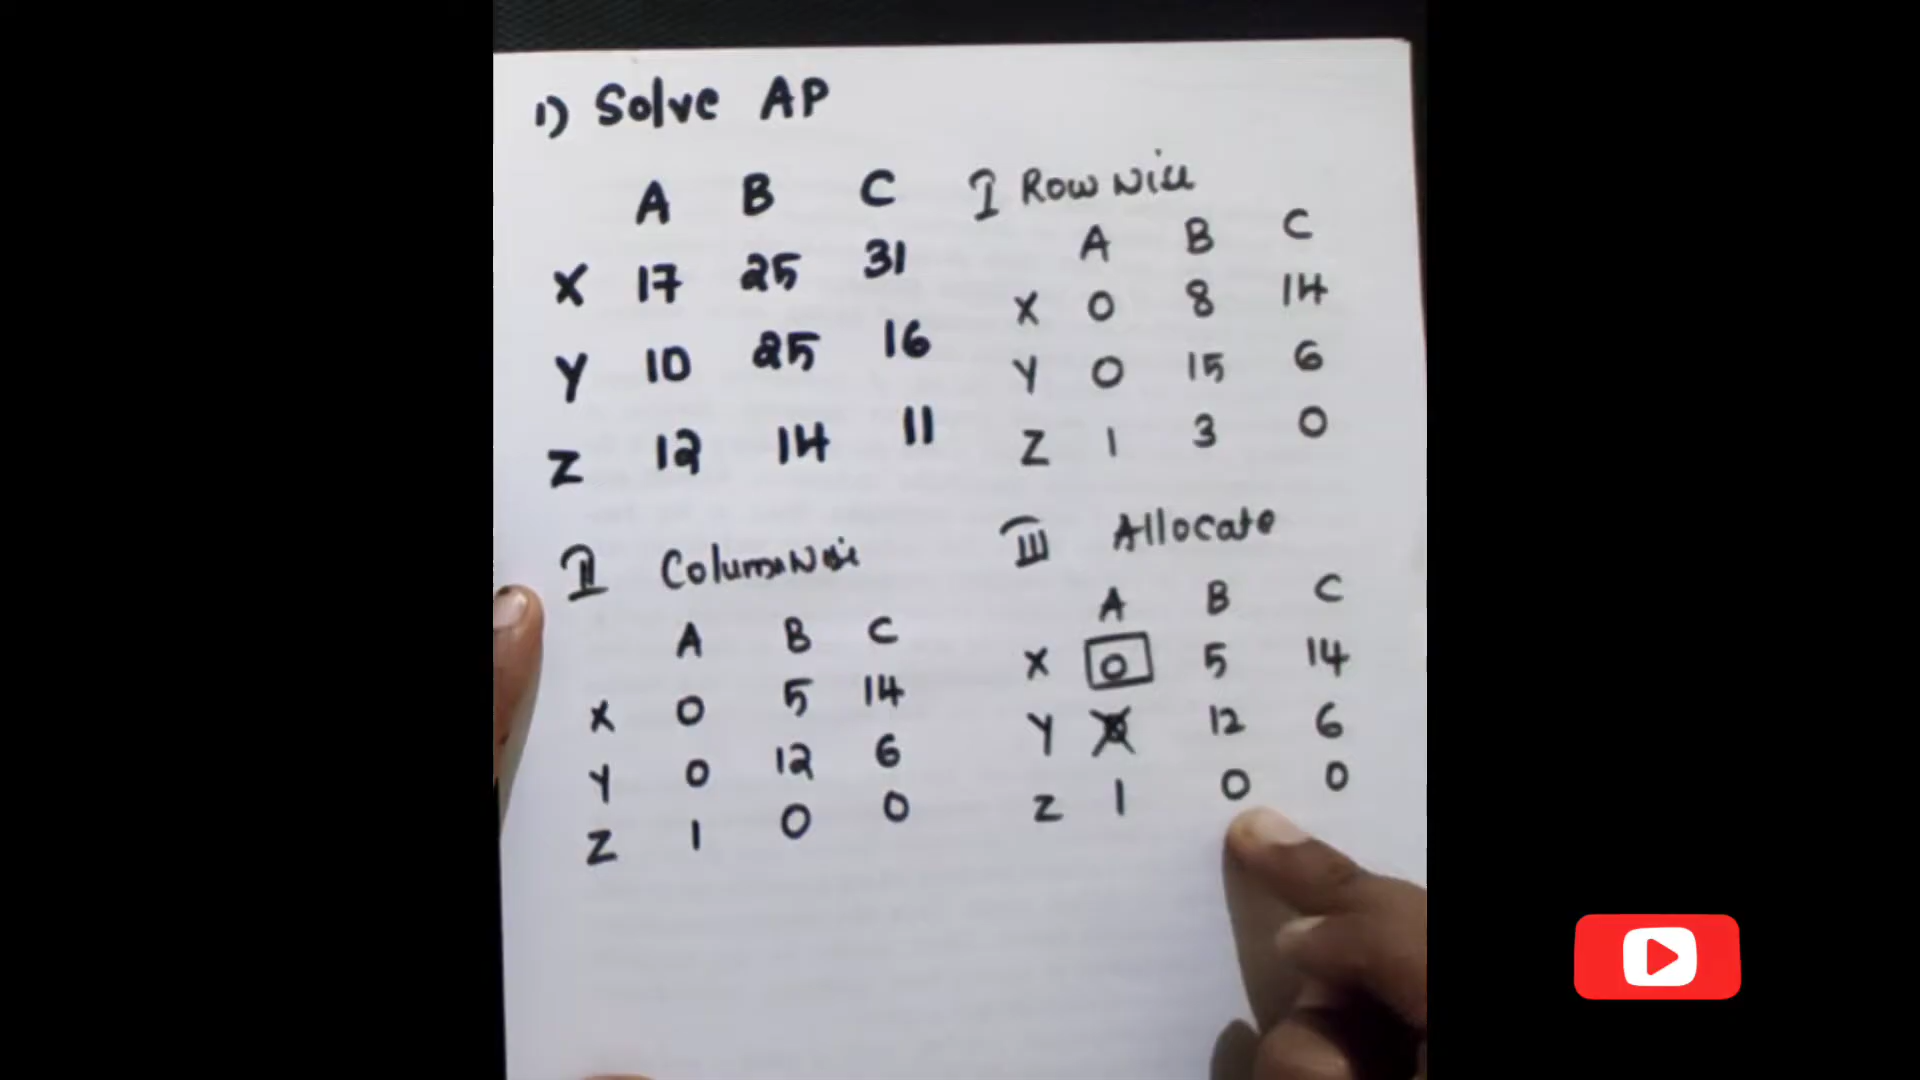 1) Solve AP
A B C
X 17 25 31
Y 10 25 16
Z 12 14 11
I Row Wise
A B C
X 0 8 14
Y 0 15 6
Z 1 3 0
II Column Wise
A B C
X 0 5 14
Y 0 12 6
Z 1 0 0
III Allocate
A B C
X 0 5 14
Y 0 12 6
Z 1 0 0